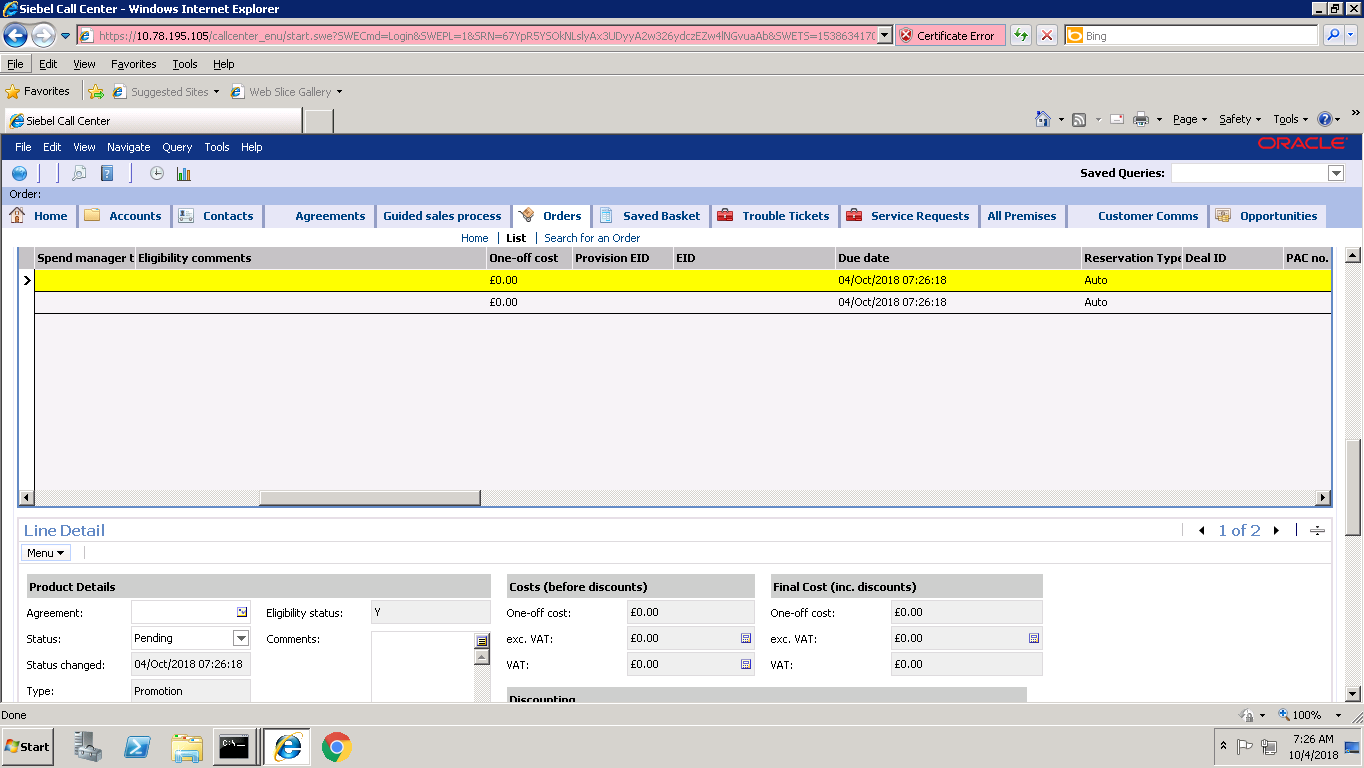 Siebel Call Center - Windows Internet Explorer
https://10.78.195.105/callcenter_enu/start.swe?SWECmd=Login&SWEPL=1&SRN=67YpR5YSOkNLslyAx3UDyyA2w326ydczEZw4lNGvuaAb&SWETS=1538634170 Certificate Error Bing
File Edit View Favorites Tools Help
Favorites Suggested Sites Web Slice Gallery
Siebel Call Center Page Safety Tools »
File Edit View Navigate Query Tools Help ORACLE
Saved Queries:
Order:
Home Accounts Contacts Agreements Guided sales process Orders Saved Basket Trouble Tickets Service Requests All Premises Customer Comms Opportunities
Home List Search for an Order
Spend manager t Eligibility comments One-off cost Provision EID EID Due date Reservation Type Deal ID PAC no.
£0.00 04/Oct/2018 07:26:18 Auto
£0.00 04/Oct/2018 07:26:18 Auto
Line Detail 1 of 2
Menu
Product Details Costs (before discounts) Final Cost (inc. discounts)
Agreement: Eligibility status: Y One-off cost: £0.00 One-off cost: £0.00
Status: Pending Comments: exc. VAT: £0.00 exc. VAT: £0.00
Status changed: 04/Oct/2018 07:26:18 VAT: £0.00 VAT: £0.00
Type: Promotion Discounting
Done 100%
Start C:\_ 7:26 AM
10/4/2018